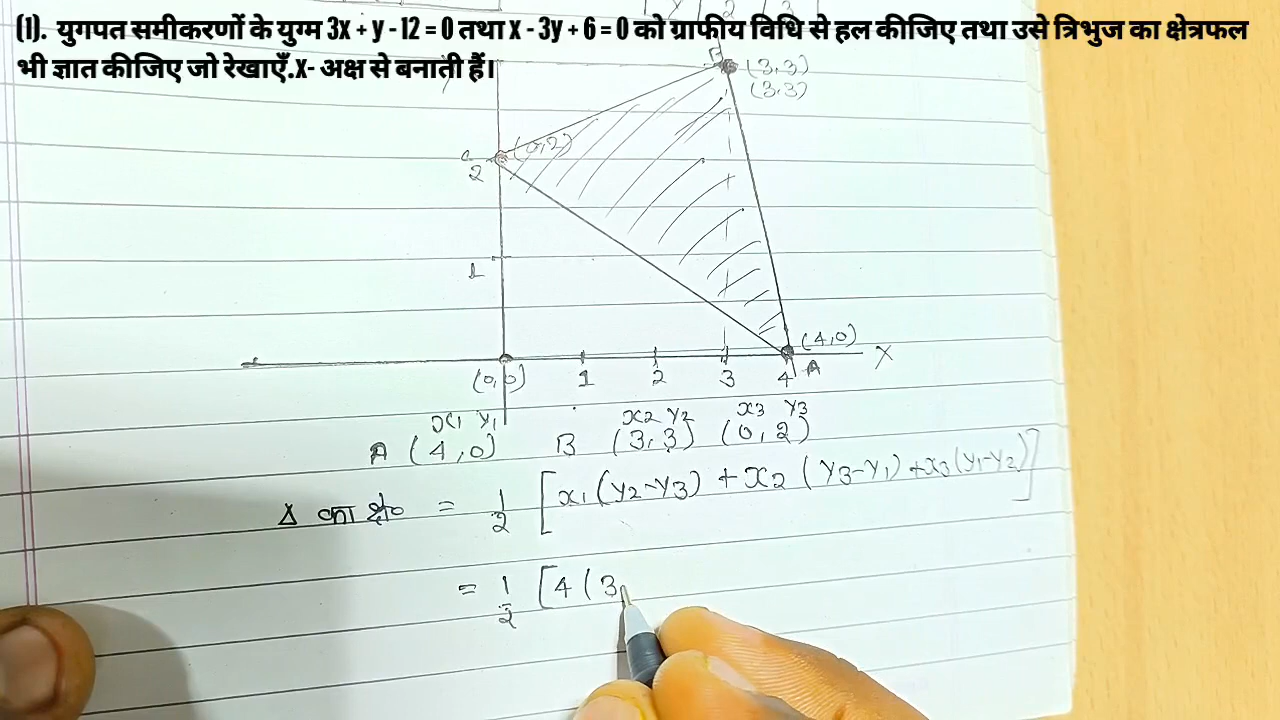 (1). युगपत समीकरणों के युग्म 3x + y - 12 = 0 तथा x - 3y + 6 = 0 को ग्राफीय विधि से हल कीजिए तथा उसे त्रिभुज का क्षेत्रफल
भी ज्ञात कीजिए जो रेखाएँ.x- अक्ष से बनाती हैं।
(3,3)
(3,3)
C (0,2)
2
1
(4,0)
X
(0,0) 1 2 3 4 A
x1 y1 x2 y2 x3 y3
A (4,0) B (3,3) (0,2)
Δ का क्षे० = 1/2 [x1(y2-y3) + x2 (y3-y1) + x3(y1-y2)]
= 1/2 [4 (3